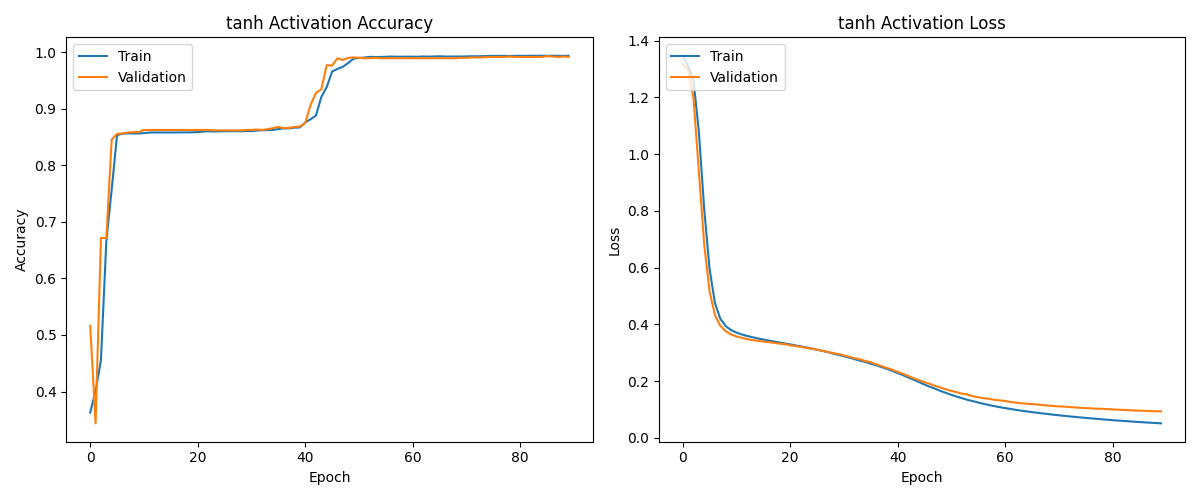 tanh Activation Accuracy
Train
Validation
1.0
0.9
0.8
0.7
0.6
0.5
0.4
Accuracy
0
20
40
60
80
Epoch
tanh Activation Loss
Train
Validation
1.4
1.2
1.0
0.8
0.6
0.4
0.2
0.0
Loss
0
20
40
60
80
Epoch